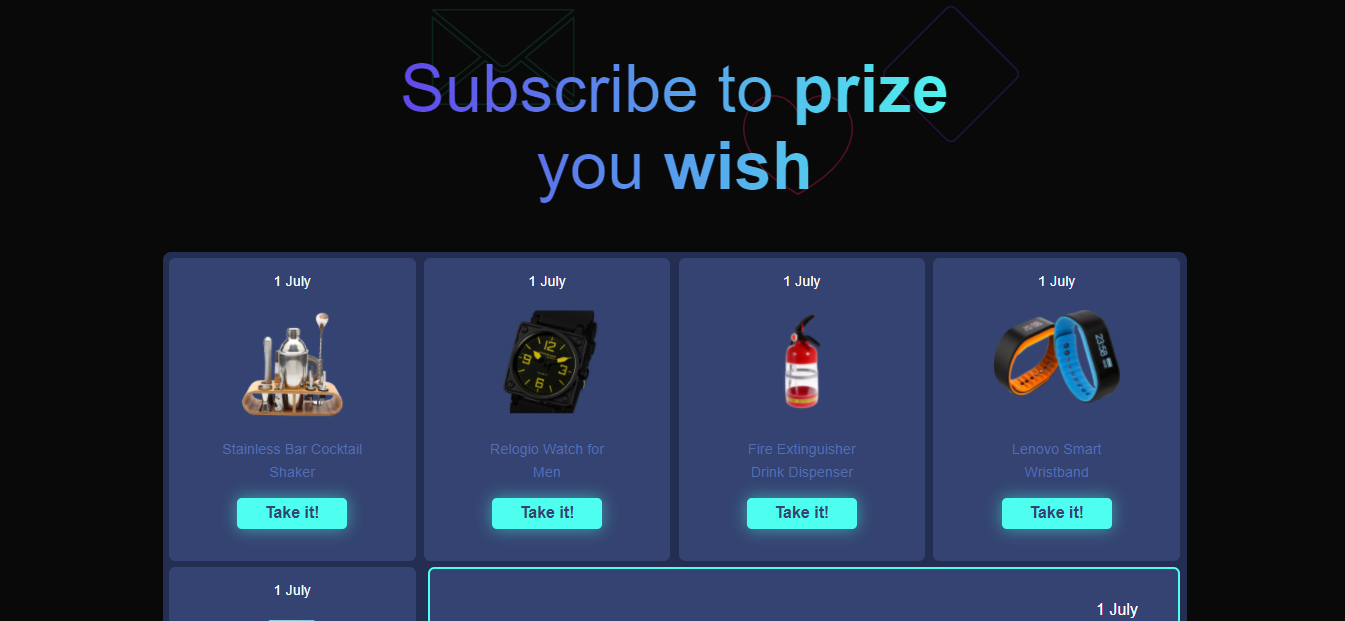 Subscribe to prize
you wish
1 July
1 July
1 July
1 July
Stainless Bar Cocktail
Shaker
Relogio Watch for
Men
Fire Extinguisher
Drink Dispenser
Lenovo Smart
Wristband
Take it!
Take it!
Take it!
Take it!
1 July
1 July